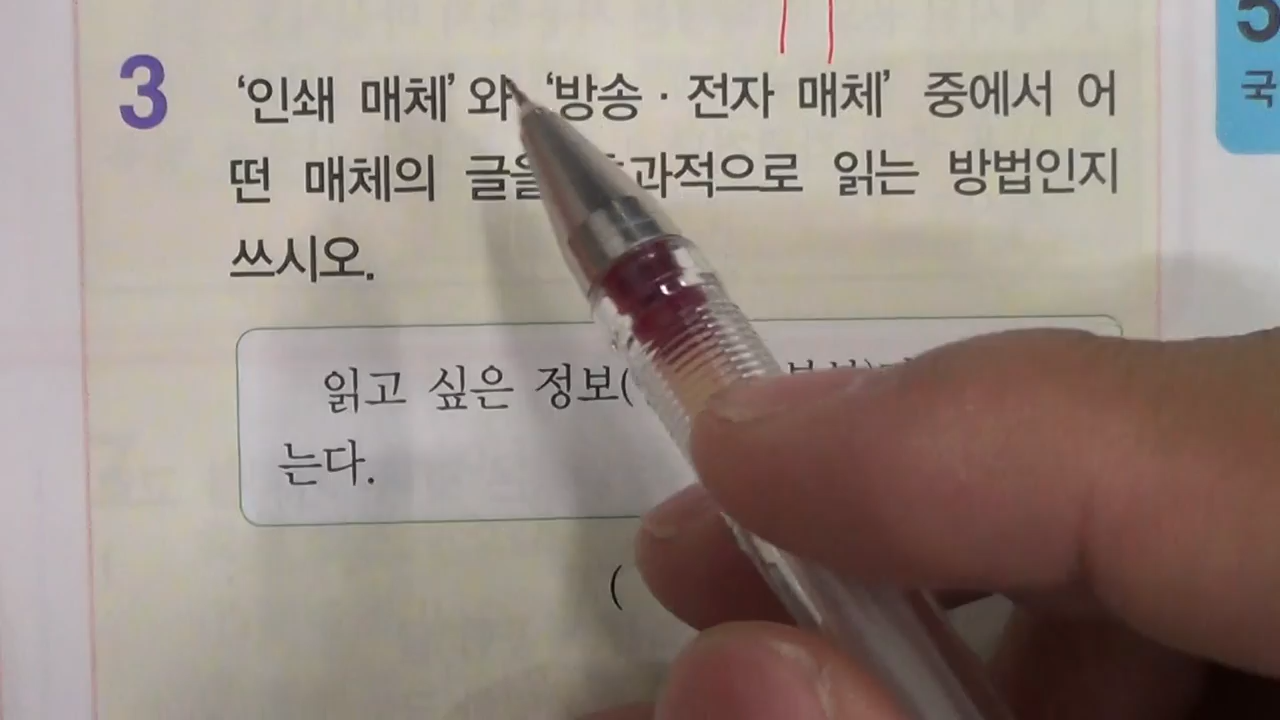 3 '인쇄 매체'와 '방송·전자 매체' 중에서 어
떤 매체의 글을 효과적으로 읽는 방법인지
쓰시오.
읽고 싶은 정보(
는다.
(
5
국